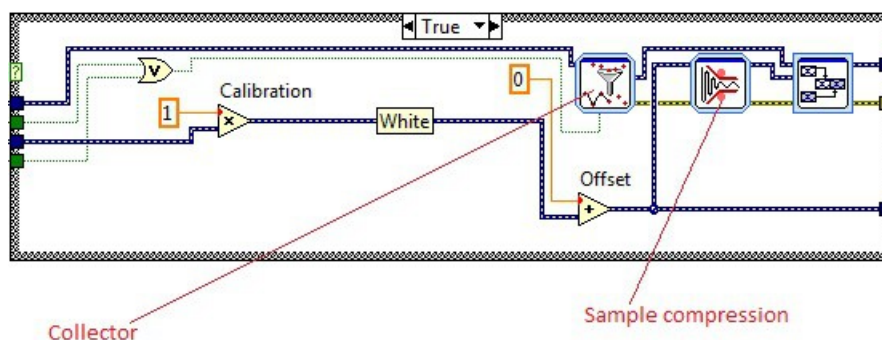 True
?
V
Calibration
1
x
White
0
Offset
+
Collector
Sample compression